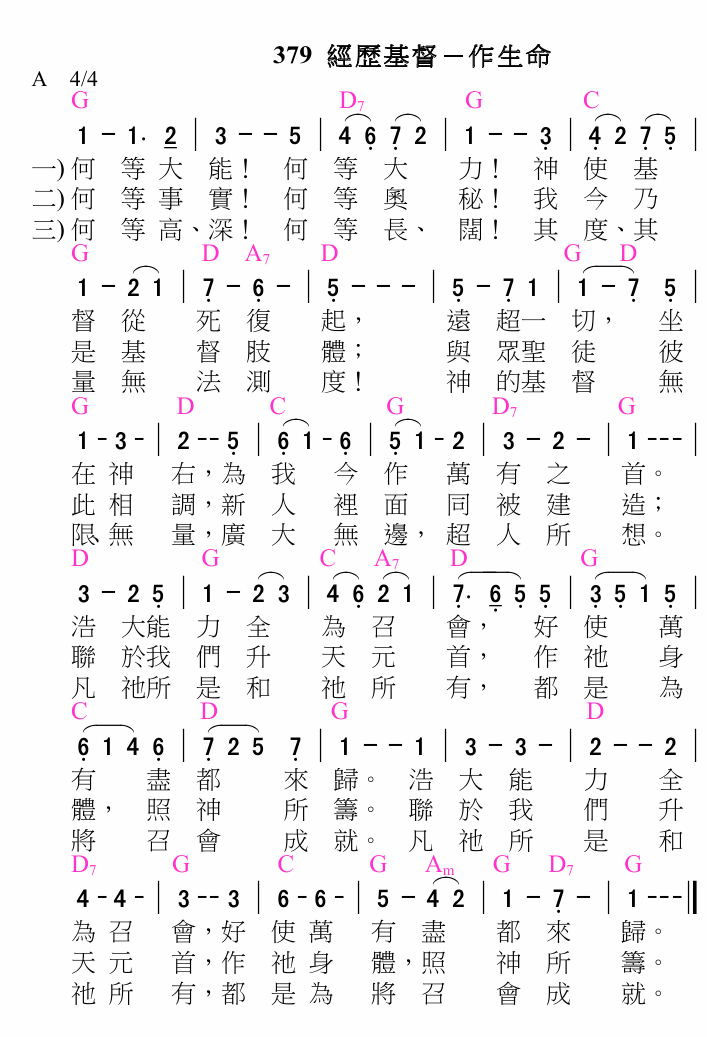 379 經歷基督－作生命
A 4/4
G D7 G C
1 - 1· 2 | 3 - - 5 | 4 6 7 2 | 1 - - 3 | 4 2 7 5 |
一) 何 等 大 能！ 何 等 大 力！ 神 使 基
二) 何 等 事 實！ 何 等 奧 秘！ 我 今 乃
三) 何 等 高、深！ 何 等 長、 闊！ 其 度、其
G D A7 D G D
1 - 2 1 | 7 - 6 - | 5 - - - | 5 - 7 1 | 1 - 7 5 |
督 從 死 復 起， 遠 超一 切， 坐
是 基 督 肢 體； 與 眾聖 徒 彼
量 無 法 測 度！ 神 的基 督 無
G D C G D7 G
1 - 3 - | 2 - - 5 | 6 1 - 6 | 5 1 - 2 | 3 - 2 - | 1 - - - |
在 神 右，為 我 今 作 萬 有 之 首。
此 相 調，新 人 裡 面 同 被 建 造；
限、無 量，廣 大 無 邊，超 人 所 想。
D G C A7 D G
3 - 2 5 | 1 - 2 3 | 4 6 2 1 | 7· 6 5 5 | 3 5 1 5 |
浩 大能 力 全 為 召 會， 好 使 萬
聯 於我 們 升 天 元 首， 作 祂 身
凡 祂所 是 和 祂 所 有， 都 是 為
C D G D
6 1 4 6 | 7 2 5 7 | 1 - - 1 | 3 - 3 - | 2 - - 2 |
有 盡 都 來 歸。 浩 大 能 力 全
體， 照 神 所 籌。 聯 於 我 們 升
將 召 會 成 就。 凡 祂 所 是 和
D7 G C G Am G D7 G
4 - 4 - | 3 - - 3 | 6 - 6 - | 5 - 4 2 | 1 - 7 - | 1 - - - ‖
為 召 會，好 使 萬 有 盡 都 來 歸。
天 元 首，作 祂 身 體，照 神 所 籌。
祂 所 有，都 是 為 將 召 會 成 就。